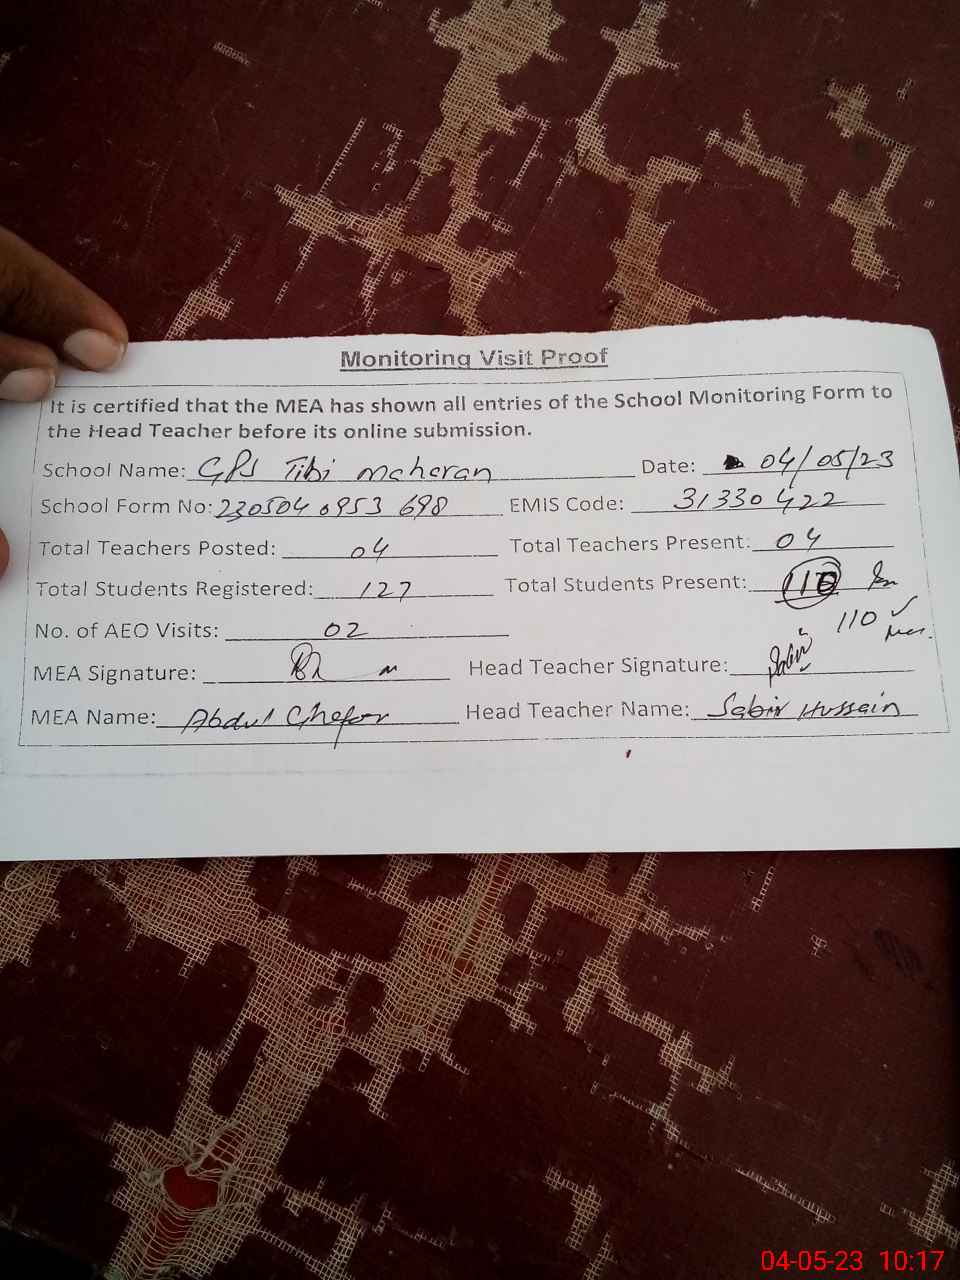 Monitoring Visit Proof
It is certified that the MEA has shown all entries of the School Monitoring Form to
the Head Teacher before its online submission.
School Name: GPS Tibi meheran Date: 04/05/23
School Form No: 230504 0953 698 EMIS Code: 31330422
Total Teachers Posted: 04 Total Teachers Present: 04
Total Students Registered: 127 Total Students Present: 110
110
No. of AEO Visits: 02
MEA Signature: Head Teacher Signature: Sabir
MEA Name: Abdul Ghafor Head Teacher Name: Sabir Hussain
04-05-23 10:17